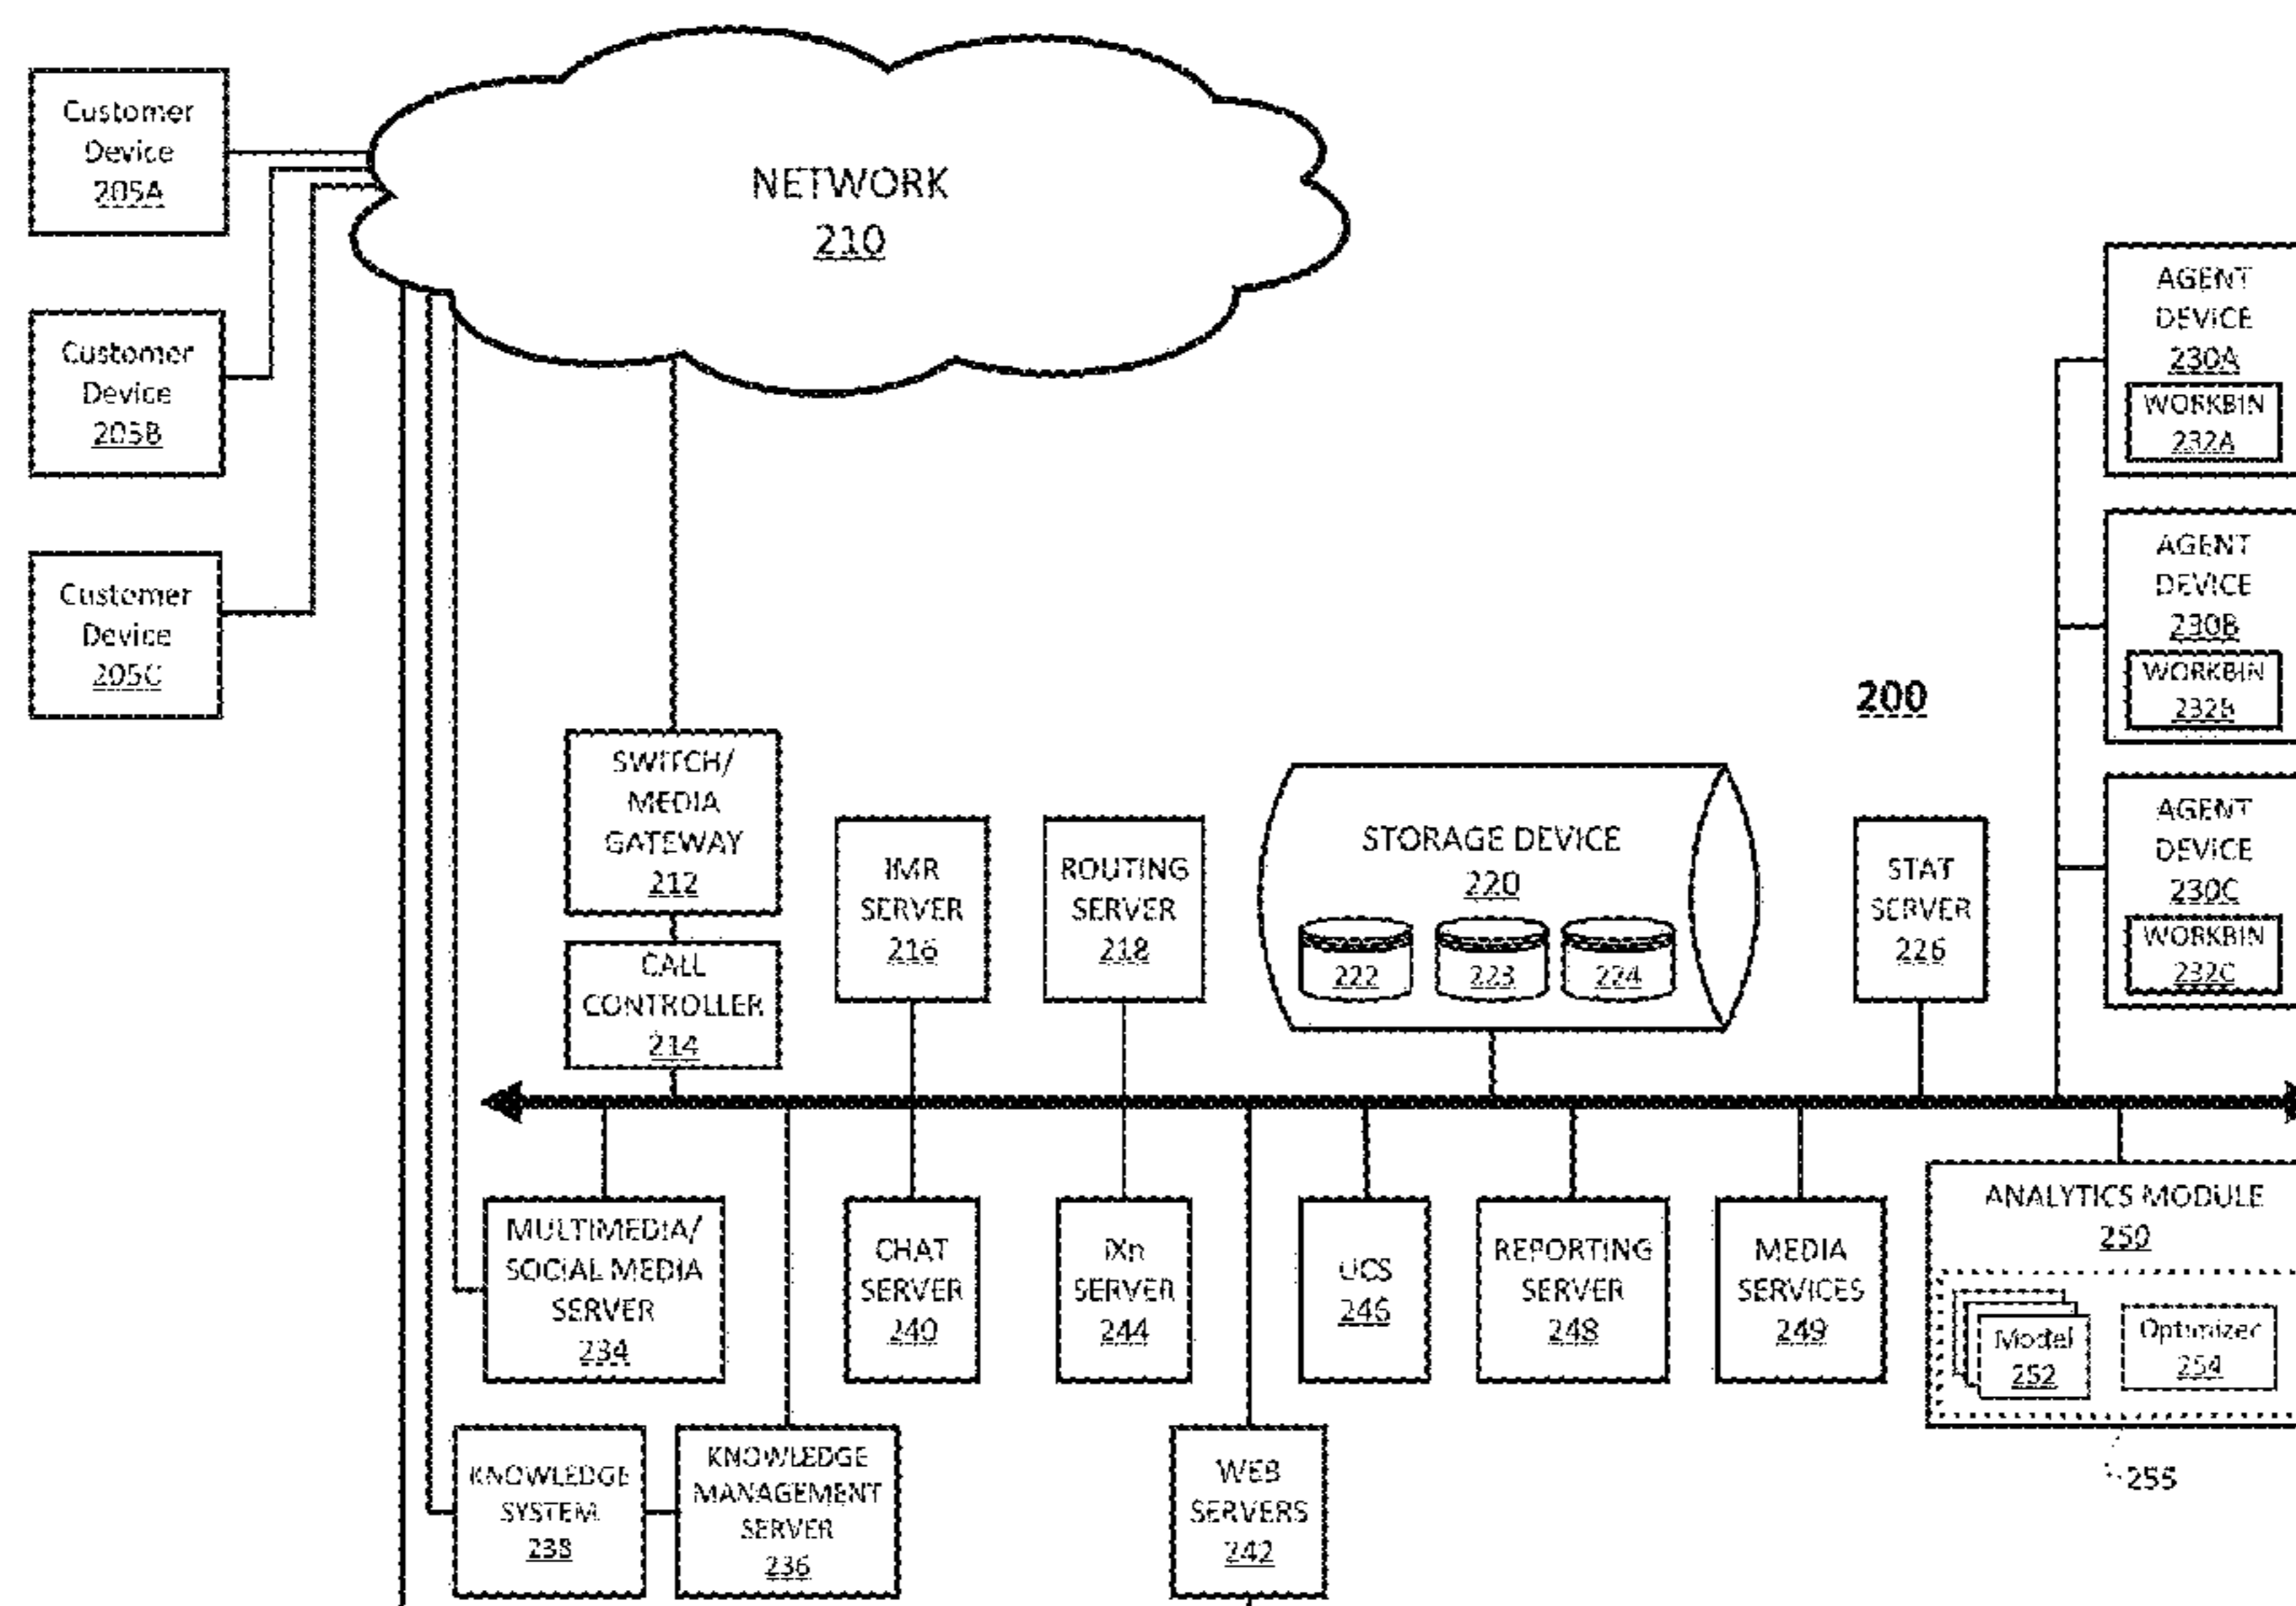 Customer
Device
205A
Customer
Device
205B
Customer
Device
205C
NETWORK
210
AGENT
DEVICE
230A
WORKBIN
232A
AGENT
DEVICE
230B
WORKBIN
232B
AGENT
DEVICE
230C
WORKBIN
232C
200
SWITCH/
MEDIA
GATEWAY
212
CALL
CONTROLLER
214
IMR
SERVER
216
ROUTING
SERVER
218
STORAGE DEVICE
220
222
223
224
STAT
SERVER
226
MULTIMEDIA/
SOCIAL MEDIA
SERVER
234
CHAT
SERVER
240
iXn
SERVER
244
UCS
246
REPORTING
SERVER
248
MEDIA
SERVICES
249
ANALYTICS MODULE
250
Model
252
Optimizer
254
255
KNOWLEDGE
SYSTEM
238
KNOWLEDGE
MANAGEMENT
SERVER
236
WEB
SERVERS
242